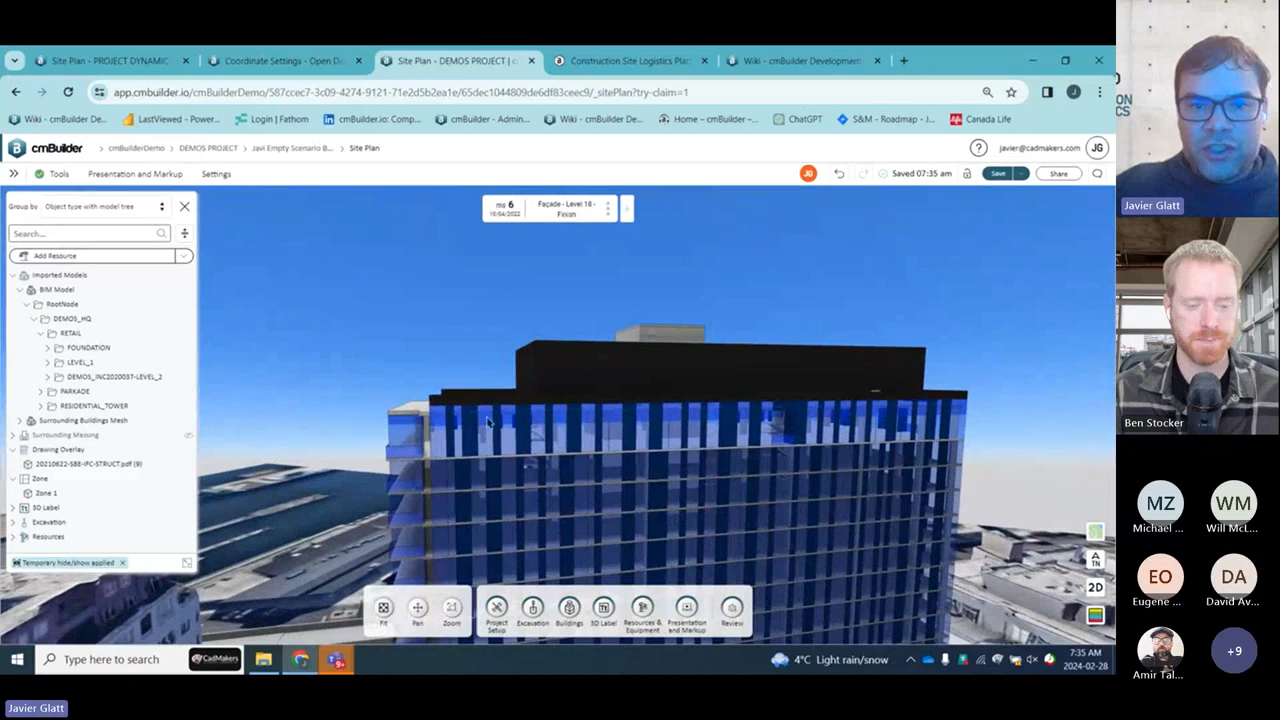 Site Plan - PROJECT DYNAMIC
Coordinate Settings - Open D
Site Plan - DEMOS PROJECT | c
Construction Site Logistics Plat
Wiki - cmBuilder Development
app.cmbuilder.io/cmBuilderDemo/587ccec7-3c09-4274-9121-71e2d5b2ea1e/65dec1044809de6df83ceec9/_sitePlan?try-claim=1
Wiki - cmBuilder De...
LastViewed - Power...
Login | Fathom
cmBuilder.io: Comp...
cmBuilder - Admin...
Wiki - cmBuilder De...
Home – cmBuilder –...
ChatGPT
S&M - Roadmap - J...
Canada Life
cmBuilder
cmBuilderDemo
DEMOS PROJECT
Javi Empty Scenario B...
Site Plan
javier@cadmakers.com
JG
Tools
Presentation and Markup
Settings
JG
Saved 07:35 am
Save
Share
Group by
Object type with model tree
Search...
Add Resource
Imported Models
BIM Model
RootNode
DEMOS_HQ
RETAIL
FOUNDATION
LEVEL_1
DEMOS_INC2020037-LEVEL_2
PARKADE
RESIDENTIAL_TOWER
Surrounding Buildings Mesh
Surrounding Massing
Drawing Overlay
20210622-SBE-IFC-STRUCT.pdf (9)
Zone
Zone 1
3D Label
Excavation
Resources
Temporary hide/show applied
ms 6
Façade - Level 18 -
Finish
Fit
Pan
Zoom
Project
Setup
Excavation
Buildings
3D Label
Resources &
Equipment
Presentation
and Markup
Review
A
TN
2D
Type here to search
CadMakers
9+
4°C Light rain/snow
7:35 AM
2024-02-28
Javier Glatt
Javier Glatt
Ben Stocker
MZ
Michael ...
WM
Will McL...
EO
Eugene ...
DA
David Av...
Amir Tal...
+9